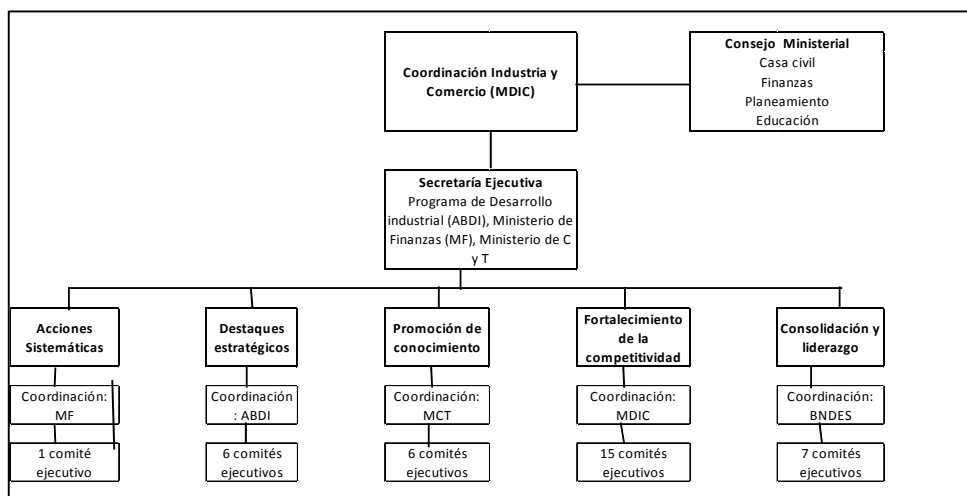 Coordinación Industria y
Comercio (MDIC)
Consejo Ministerial
Casa civil
Finanzas
Planeamiento
Educación
Secretaría Ejecutiva
Programa de Desarrollo
industrial (ABDI), Ministerio de
Finanzas (MF), Ministerio de C
y T
Acciones
Sistemáticas
Destaques
estratégicos
Promoción de
conocimiento
Fortalecimiento
de la
competitividad
Consolidación y
liderazgo
Coordinación:
MF
Coordinación
: ABDI
Coordinación:
MCT
Coordinación:
MDIC
Coordinación:
BNDES
1 comité
ejecutivo
6 comités
ejecutivos
6 comités
ejecutivos
15 comités
ejecutivos
7 comités
ejecutivos